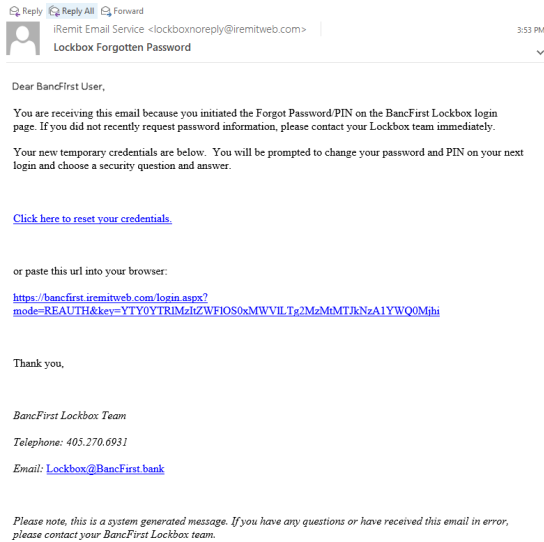 Reply Reply All Forward
iRemit Email Service <lockboxnoreply@iremitweb.com>
3:53 PM
Lockbox Forgotten Password
Dear BancFirst User,
You are receiving this email because you initiated the Forgot Password/PIN on the BancFirst Lockbox login
page. If you did not recently request password information, please contact your Lockbox team immediately.
Your new temporary credentials are below.  You will be prompted to change your password and PIN on your next
login and choose a security question and answer.
Click here to reset your credentials.
or paste this url into your browser:
https://bancfirst.iremitweb.com/login.aspx?
mode=REAUTH&key=YTY0YTRlMzItZWFlOS0xMWVlLTg2MzMtMTJkNzA1YWQ0Mjhi
Thank you,
BancFirst Lockbox Team
Telephone: 405.270.6931
Email: Lockbox@BancFirst.bank
Please note, this is a system generated message. If you have any questions or have received this email in error,
please contact your BancFirst Lockbox team.